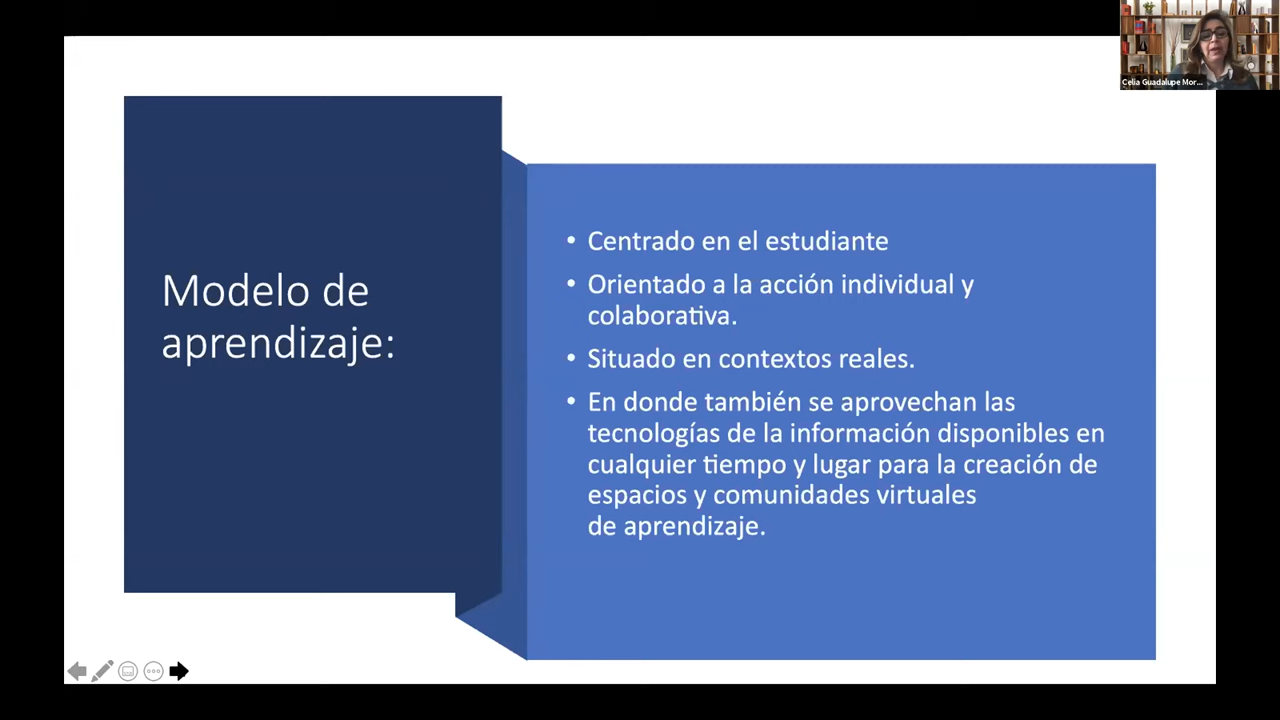 Celia Guadalupe Mor...
Modelo de
aprendizaje:
• Centrado en el estudiante
• Orientado a la acción individual y
colaborativa.
• Situado en contextos reales.
• En donde también se aprovechan las
tecnologías de la información disponibles en
cualquier tiempo y lugar para la creación de
espacios y comunidades virtuales
de aprendizaje.